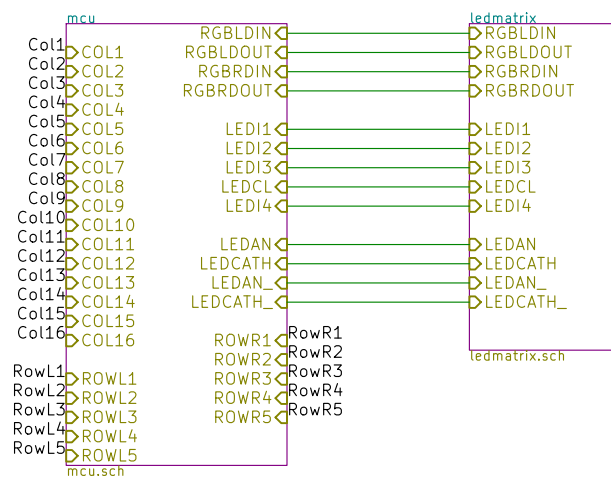 mcu
ledmatrix
Col1
Col2
Col3
Col4
Col5
Col6
Col7
Col8
Col9
Col10
Col11
Col12
Col13
Col14
Col15
Col16
RowL1
RowL2
RowL3
RowL4
RowL5
COL1
COL2
COL3
COL4
COL5
COL6
COL7
COL8
COL9
COL10
COL11
COL12
COL13
COL14
COL15
COL16
ROWL1
ROWL2
ROWL3
ROWL4
ROWL5
RGBLDIN
RGBLDOUT
RGBRDIN
RGBRDOUT
LEDI1
LEDI2
LEDI3
LEDCL
LEDI4
LEDAN
LEDCATH
LEDAN_
LEDCATH_
ROWR1
ROWR2
ROWR3
ROWR4
ROWR5
RowR1
RowR2
RowR3
RowR4
RowR5
RGBLDIN
RGBLDOUT
RGBRDIN
RGBRDOUT
LEDI1
LEDI2
LEDI3
LEDCL
LEDI4
LEDAN
LEDCATH
LEDAN_
LEDCATH_
ledmatrix.sch
mcu.sch